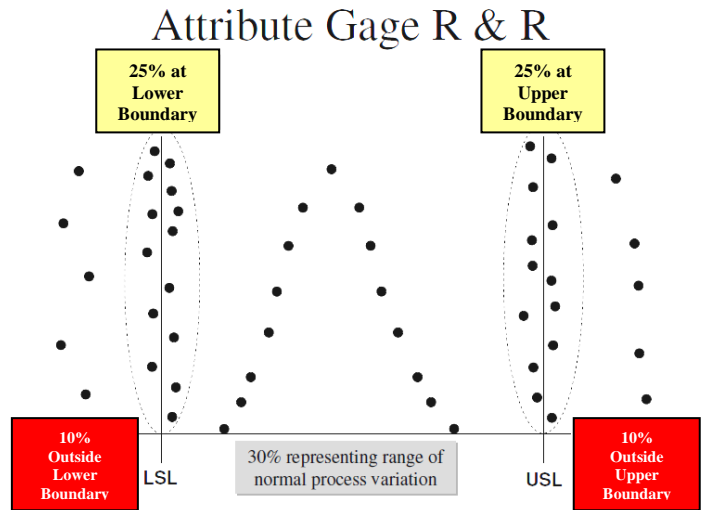 Attribute Gage R & R
25% at
Lower
Boundary
25% at
Upper
Boundary
10%
Outside
Lower
Boundary
LSL
30% representing range of
normal process variation
USL
10%
Outside
Upper
Boundary